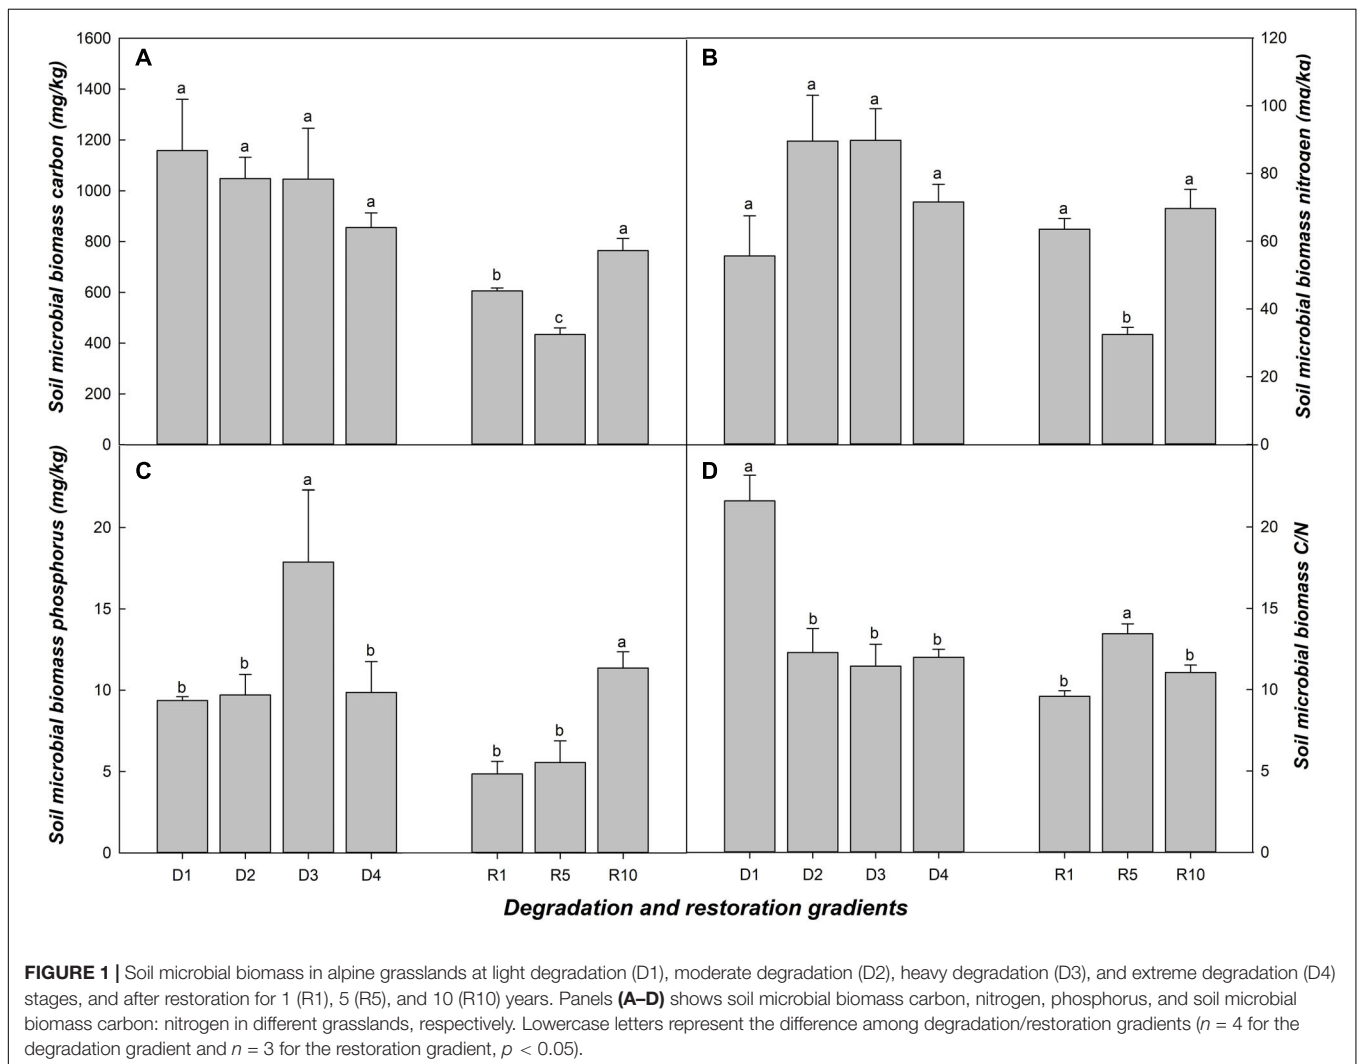 A
Soil microbial biomass carbon (mg/kg)
1600
1400
1200
1000
800
600
400
200
0
a
a
a
a
b
c
a
B
Soil microbial biomass nitrogen (mg/kg)
120
100
80
60
40
20
0
a
a
a
a
a
b
a
C
Soil microbial biomass phosphorus (mg/kg)
20
15
10
5
0
b
b
a
b
b
b
a
D1 D2 D3 D4 R1 R5 R10
D
Soil microbial biomass C/N
20
15
10
5
0
a
b
b
b
b
a
b
D1 D2 D3 D4 R1 R5 R10
Degradation and restoration gradients
FIGURE 1 | Soil microbial biomass in alpine grasslands at light degradation (D1), moderate degradation (D2), heavy degradation (D3), and extreme degradation (D4)
stages, and after restoration for 1 (R1), 5 (R5), and 10 (R10) years. Panels (A–D) shows soil microbial biomass carbon, nitrogen, phosphorus, and soil microbial
biomass carbon: nitrogen in different grasslands, respectively. Lowercase letters represent the difference among degradation/restoration gradients (n = 4 for the
degradation gradient and n = 3 for the restoration gradient, p < 0.05).